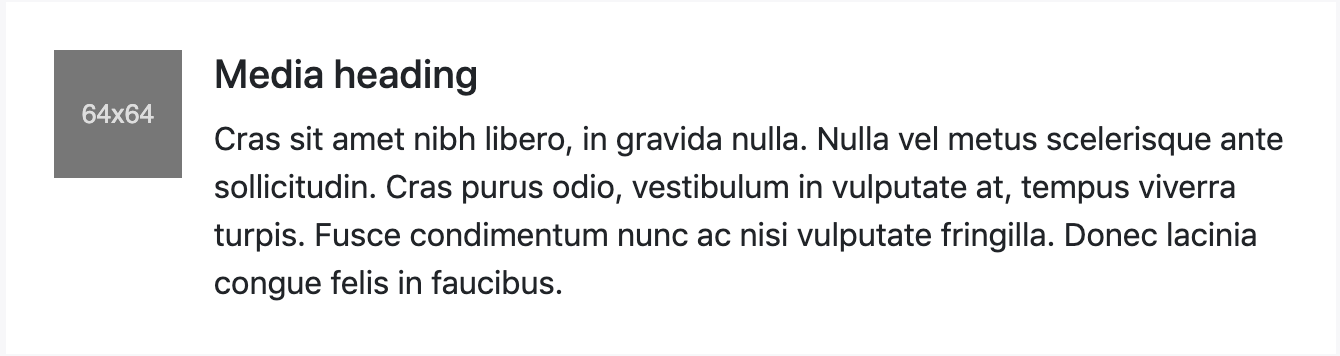 64x64
Media heading
Cras sit amet nibh libero, in gravida nulla. Nulla vel metus scelerisque ante
sollicitudin. Cras purus odio, vestibulum in vulputate at, tempus viverra
turpis. Fusce condimentum nunc ac nisi vulputate fringilla. Donec lacinia
congue felis in faucibus.